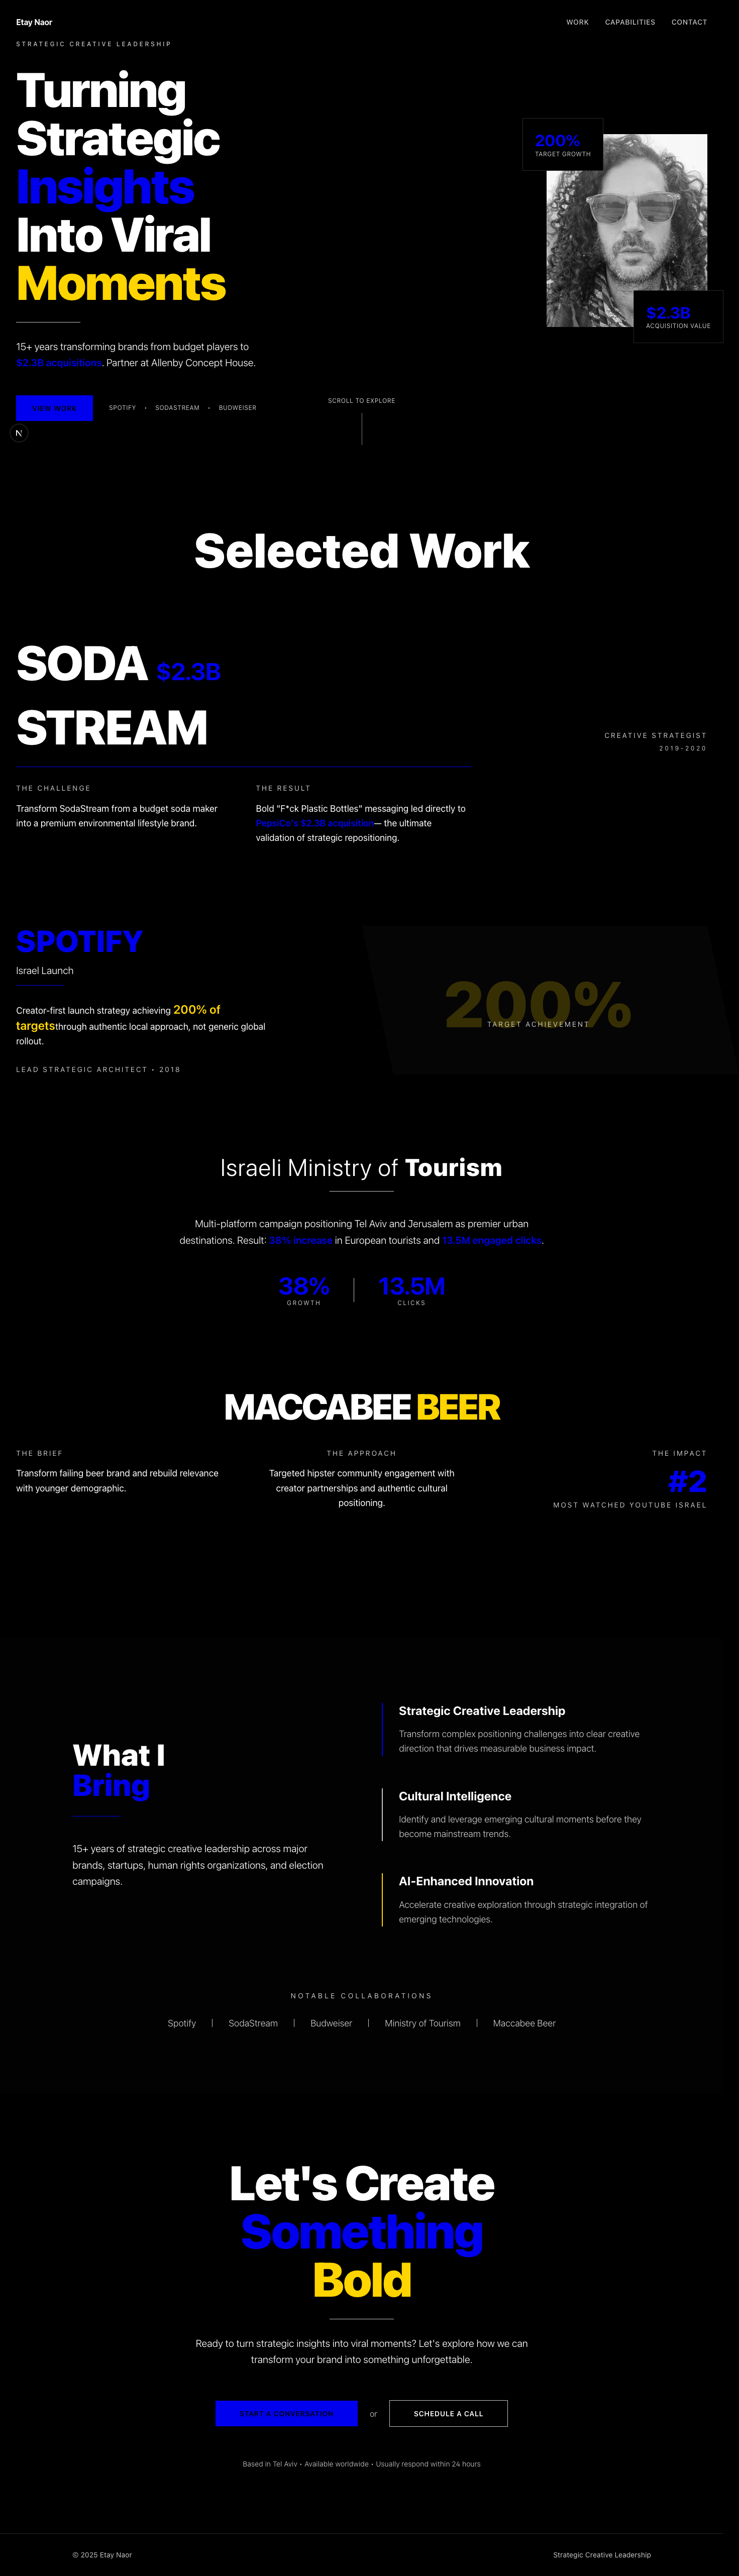 Etay Naor
WORK CAPABILITIES CONTACT
STRATEGIC CREATIVE LEADERSHIP
Turning
Strategic
Insights
Into Viral
Moments
200%
TARGET GROWTH
$2.3B
ACQUISITION VALUE
15+ years transforming brands from budget players to
$2.3B acquisitions. Partner at Allenby Concept House.
VIEW WORK
SPOTIFY • SODASTREAM • BUDWEISER
SCROLL TO EXPLORE
N
Selected Work
SODA $2.3B
STREAM
CREATIVE STRATEGIST
2019-2020
THE CHALLENGE
Transform SodaStream from a budget soda maker
into a premium environmental lifestyle brand.
THE RESULT
Bold "F*ck Plastic Bottles" messaging led directly to
PepsiCo's $2.3B acquisition— the ultimate
validation of strategic repositioning.
SPOTIFY
Israel Launch
Creator-first launch strategy achieving 200% of
targetsthrough authentic local approach, not generic global
rollout.
LEAD STRATEGIC ARCHITECT • 2018
200%
TARGET ACHIEVEMENT
Israeli Ministry of Tourism
Multi-platform campaign positioning Tel Aviv and Jerusalem as premier urban
destinations. Result: 38% increase in European tourists and 13.5M engaged clicks.
38%
GROWTH
13.5M
CLICKS
MACCABEE BEER
THE BRIEF
Transform failing beer brand and rebuild relevance
with younger demographic.
THE APPROACH
Targeted hipster community engagement with
creator partnerships and authentic cultural
positioning.
THE IMPACT
#2
MOST WATCHED YOUTUBE ISRAEL
What I
Bring
15+ years of strategic creative leadership across major
brands, startups, human rights organizations, and election
campaigns.
Strategic Creative Leadership
Transform complex positioning challenges into clear creative
direction that drives measurable business impact.
Cultural Intelligence
Identify and leverage emerging cultural moments before they
become mainstream trends.
AI-Enhanced Innovation
Accelerate creative exploration through strategic integration of
emerging technologies.
NOTABLE COLLABORATIONS
Spotify | SodaStream | Budweiser | Ministry of Tourism | Maccabee Beer
Let's Create
Something
Bold
Ready to turn strategic insights into viral moments? Let's explore how we can
transform your brand into something unforgettable.
START A CONVERSATION or SCHEDULE A CALL
Based in Tel Aviv • Available worldwide • Usually respond within 24 hours
© 2025 Etay Naor
Strategic Creative Leadership